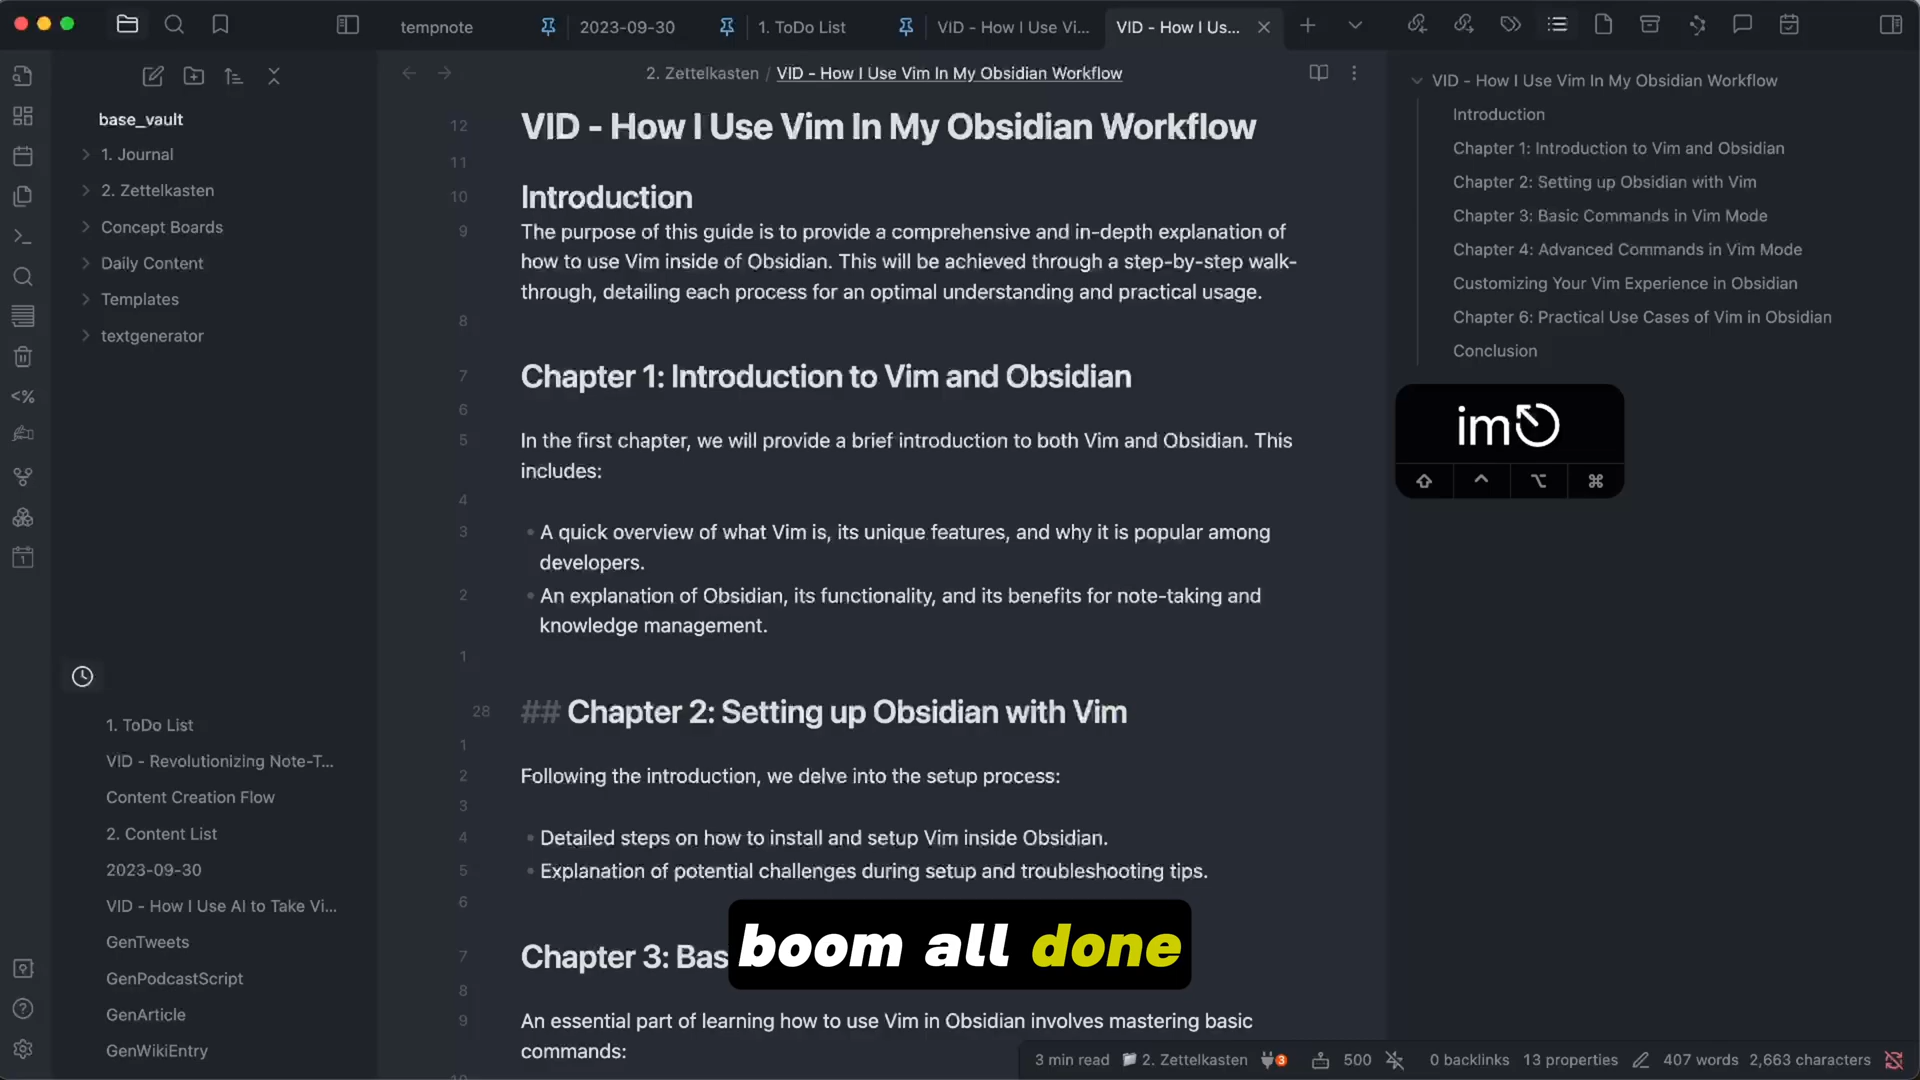 tempnote
2023-09-30
1. ToDo List
VID - How I Use Vi...
VID - How I Us...
base_vault
1. Journal
2. Zettelkasten
Concept Boards
Daily Content
Templates
textgenerator
1. ToDo List
VID - Revolutionizing Note-T...
Content Creation Flow
2. Content List
2023-09-30
VID - How I Use AI to Take Vi...
GenTweets
GenPodcastScript
GenArticle
GenWikiEntry
2. Zettelkasten / VID - How I Use Vim In My Obsidian Workflow
12 VID - How I Use Vim In My Obsidian Workflow
11
10 Introduction
9 The purpose of this guide is to provide a comprehensive and in-depth explanation of
how to use Vim inside of Obsidian. This will be achieved through a step-by-step walk-
through, detailing each process for an optimal understanding and practical usage.
8
7 Chapter 1: Introduction to Vim and Obsidian
6
5 In the first chapter, we will provide a brief introduction to both Vim and Obsidian. This
includes:
4
3 • A quick overview of what Vim is, its unique features, and why it is popular among
developers.
2 • An explanation of Obsidian, its functionality, and its benefits for note-taking and
knowledge management.
1
28 ## Chapter 2: Setting up Obsidian with Vim
1
2 Following the introduction, we delve into the setup process:
3
4 • Detailed steps on how to install and setup Vim inside Obsidian.
5 • Explanation of potential challenges during setup and troubleshooting tips.
6
7 Chapter 3: Bas
boom all done
8
9 An essential part of learning how to use Vim in Obsidian involves mastering basic
commands:
VID - How I Use Vim In My Obsidian Workflow
Introduction
Chapter 1: Introduction to Vim and Obsidian
Chapter 2: Setting up Obsidian with Vim
Chapter 3: Basic Commands in Vim Mode
Chapter 4: Advanced Commands in Vim Mode
Customizing Your Vim Experience in Obsidian
Chapter 6: Practical Use Cases of Vim in Obsidian
Conclusion
im
3 min read 2. Zettelkasten 3 500 0 backlinks 13 properties 407 words 2,663 characters